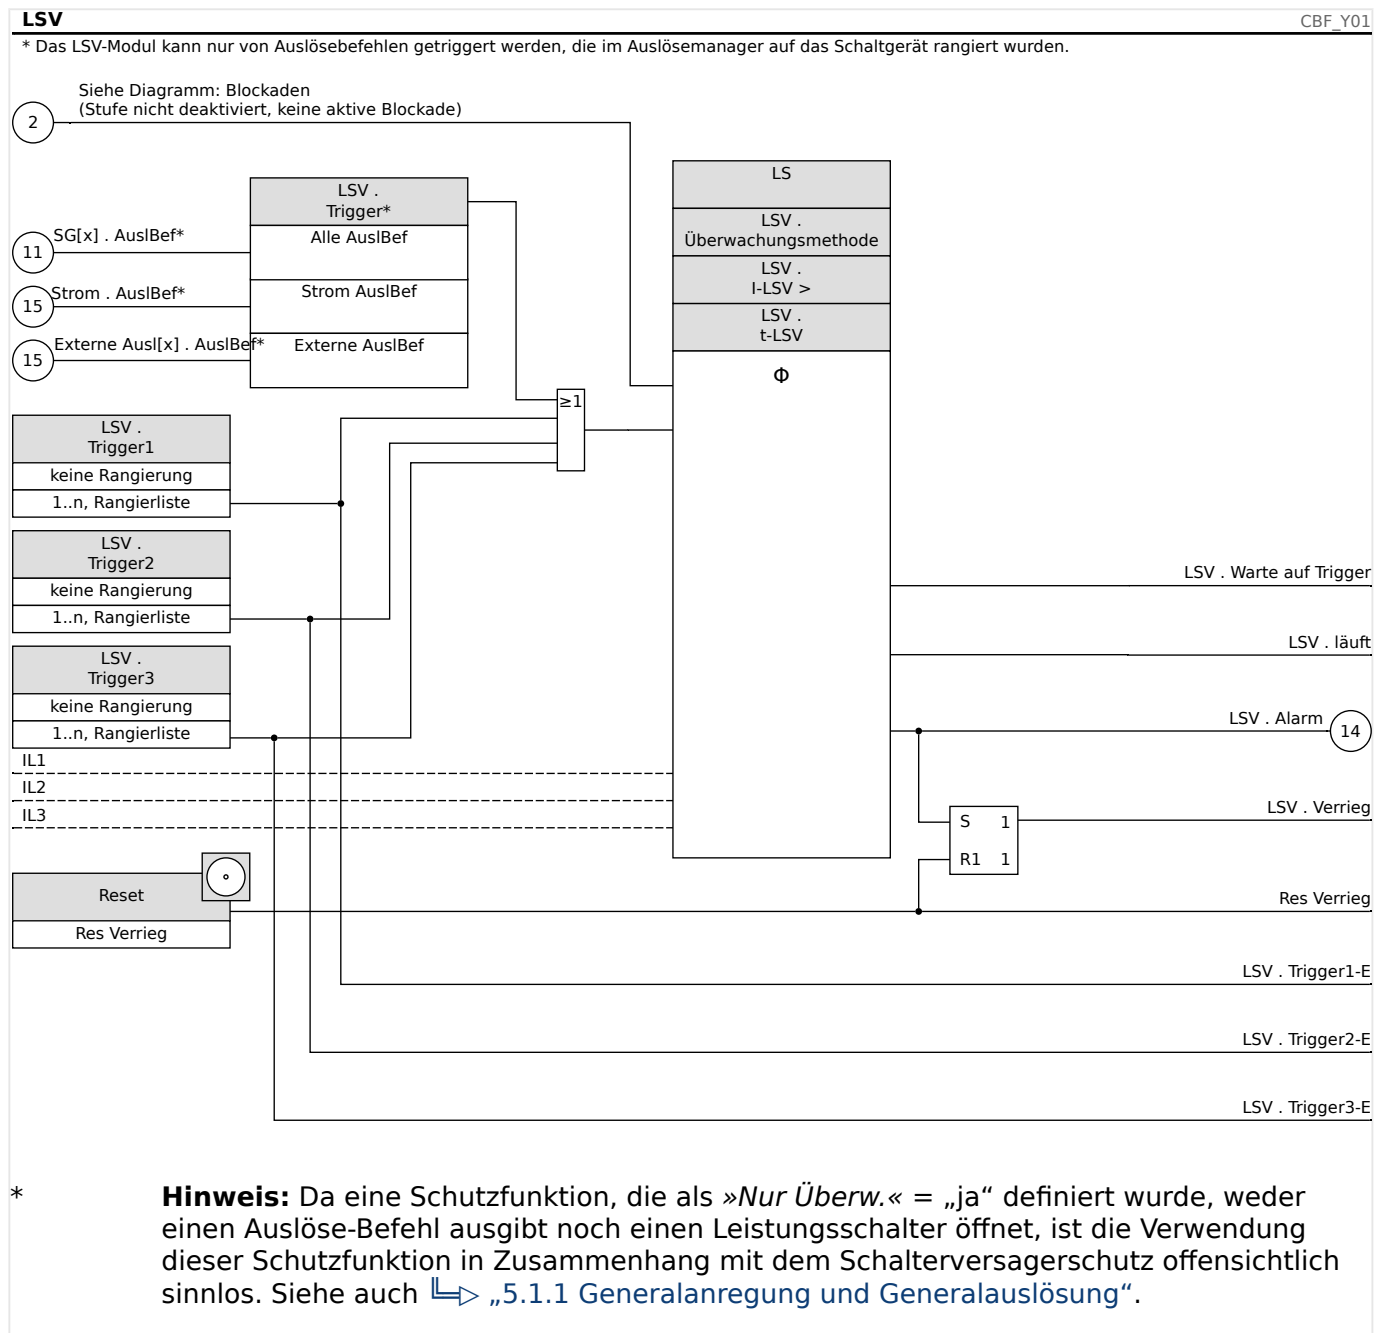 LSV
CBF_Y01
* Das LSV-Modul kann nur von Auslösebefehlen getriggert werden, die im Auslösemanager auf das Schaltgerät rangiert wurden.
Siehe Diagramm: Blockaden
(Stufe nicht deaktiviert, keine aktive Blockade)
2
LSV .
Trigger*
SG[x] . AuslBef*
11
Alle AuslBef
Strom . AuslBef*
15
Strom AuslBef
Externe Ausl[x] . AuslBef*
15
Externe AuslBef
LS
LSV .
Überwachungsmethode
LSV .
I-LSV >
LSV .
t-LSV
Φ
≥1
LSV .
Trigger1
keine Rangierung
1..n, Rangierliste
LSV .
Trigger2
keine Rangierung
1..n, Rangierliste
LSV .
Trigger3
keine Rangierung
1..n, Rangierliste
IL1
IL2
IL3
LSV . Warte auf Trigger
LSV . läuft
LSV . Alarm
14
S 1
R1 1
LSV . Verrieg
Reset
Res Verrieg
Res Verrieg
LSV . Trigger1-E
LSV . Trigger2-E
LSV . Trigger3-E
* Hinweis: Da eine Schutzfunktion, die als »Nur Überw.« = „ja“ definiert wurde, weder
einen Auslöse-Befehl ausgibt noch einen Leistungsschalter öffnet, ist die Verwendung
dieser Schutzfunktion in Zusammenhang mit dem Schalterversagerschutz offensichtlich
sinnlos. Siehe auch „5.1.1 Generalanregung und Generalauslösung“.